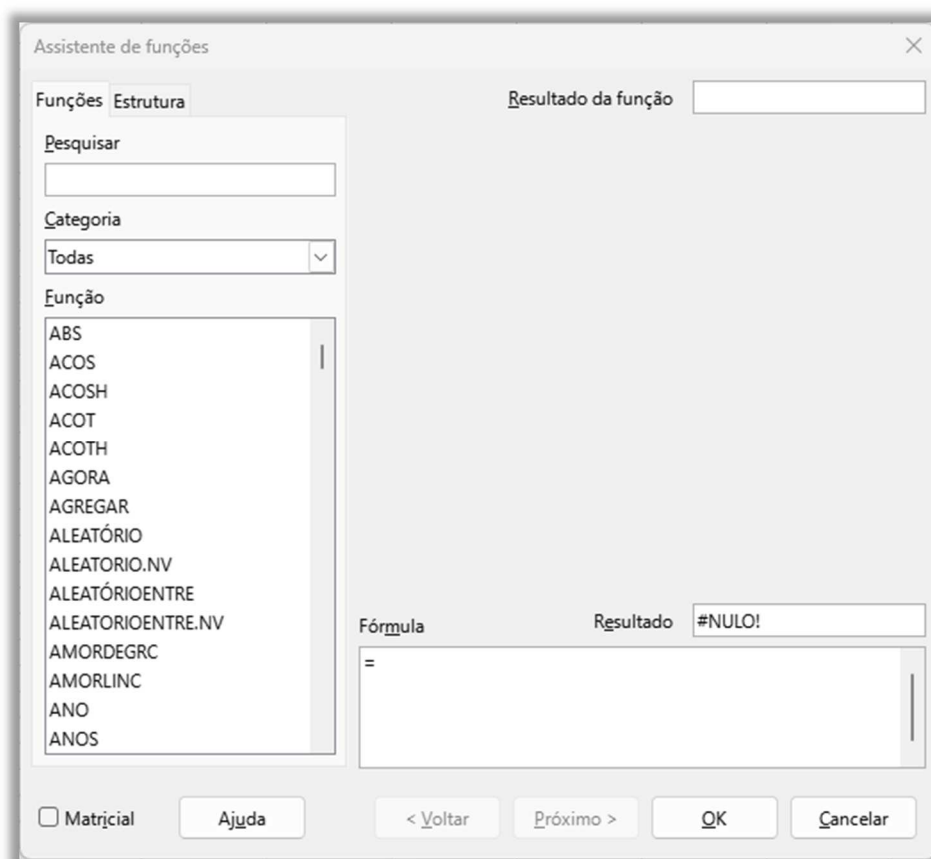 Assistente de funções
Funções Estrutura
Resultado da função
Pesquisar
Categoria
Todas
Função
ABS
ACOS
ACOSH
ACOT
ACOTH
AGORA
AGREGAR
ALEATÓRIO
ALEATORIO.NV
ALEATÓRIOENTRE
ALEATORIOENTRE.NV
AMORDEGRC
AMORLINC
ANO
ANOS
Fórmula Resultado #NULO!
=
Matricial Ajuda < Voltar Próximo > OK Cancelar